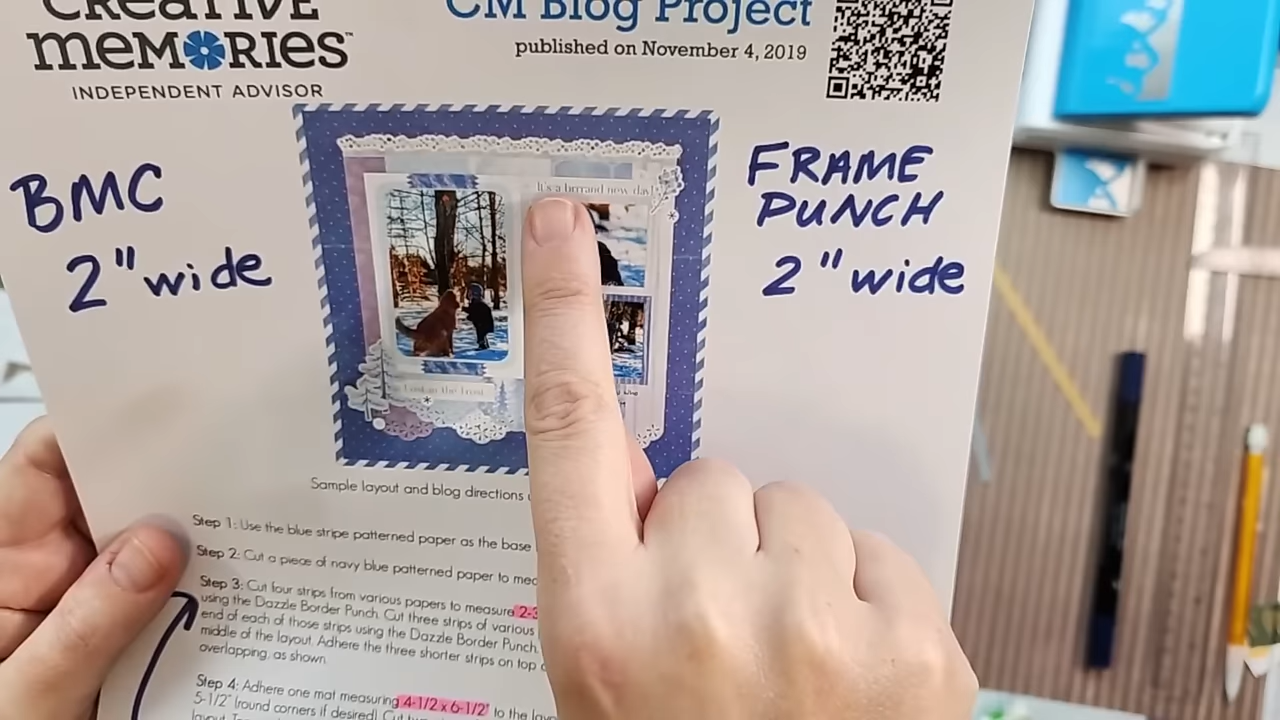 CREATIVE
MEMORIES™
INDEPENDENT ADVISOR
CM Blog Project
published on November 4, 2019
BMC
2" wide
FRAME
PUNCH
2" wide
It's a brrrand new day!
Sample layout and blog directions
Step 1: Use the blue stripe patterned paper as the base
Step 2: Cut a piece of navy blue patterned paper to
Step 3: Cut four strips from various papers to measure
using the Dazzle Border Punch. Cut three strips of various
end of each of those strips using the Dazzle Border Punch.
middle of the layout. Adhere the three shorter strips on top
overlapping, as shown.
Step 4: Adhere one mat measuring 4-1/2 x 6-1/2" to the
5-1/2" (round corners if desired). Cut